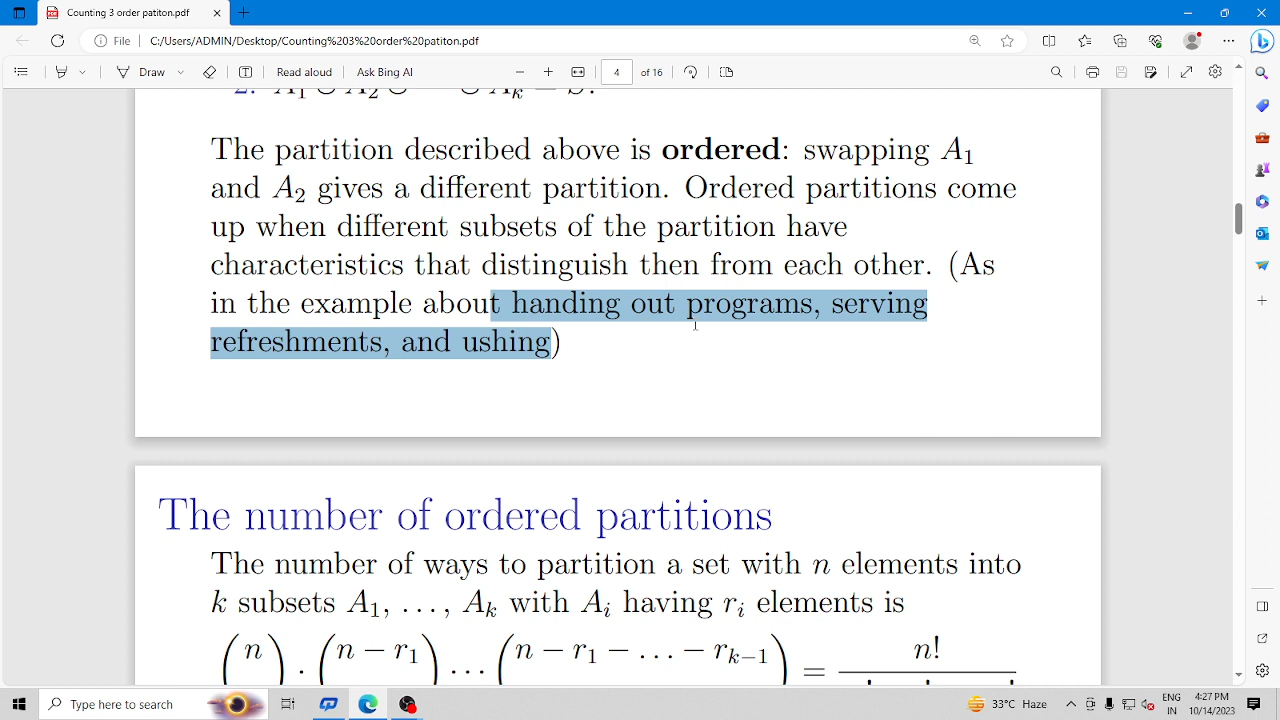 Counting 3 order patiton.pdf
File
C:/Users/ADMIN/Desktop/Counting%203%20order%20patiton.pdf
Draw
Read aloud
Ask Bing AI
4
of 16
The partition described above is ordered: swapping A₁
and A₂ gives a different partition. Ordered partitions come
up when different subsets of the partition have
characteristics that distinguish then from each other. (As
in the example about handing out programs, serving
refreshments, and ushing)
The number of ordered partitions
The number of ways to partition a set with n elements into
k subsets A₁, …, Aₖ with Aᵢ having rᵢ elements is
(n) · (n − r₁) ⋯ (n − r₁ − … − rₖ₋₁) = n!
Type here to search
33°C Haze
ENG
IN
4:27 PM
10/14/2023